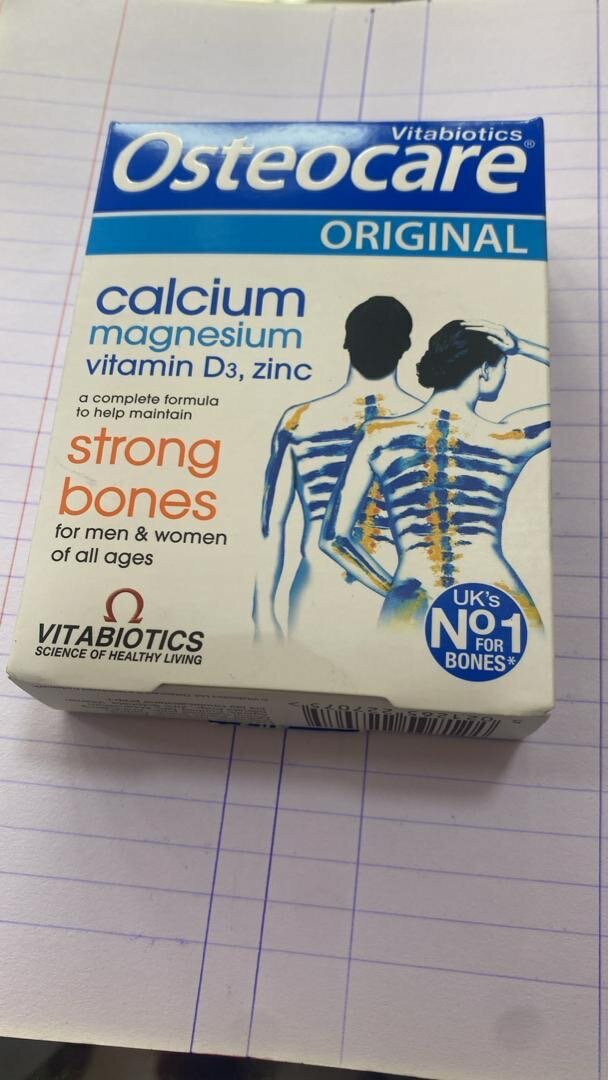 Vitabiotics
Osteocare®
ORIGINAL
calcium
magnesium
vitamin D3, zinc
a complete formula
to help maintain
strong
bones
for men & women
of all ages
VITABIOTICS
SCIENCE OF HEALTHY LIVING
UK's
No1
FOR
BONES*